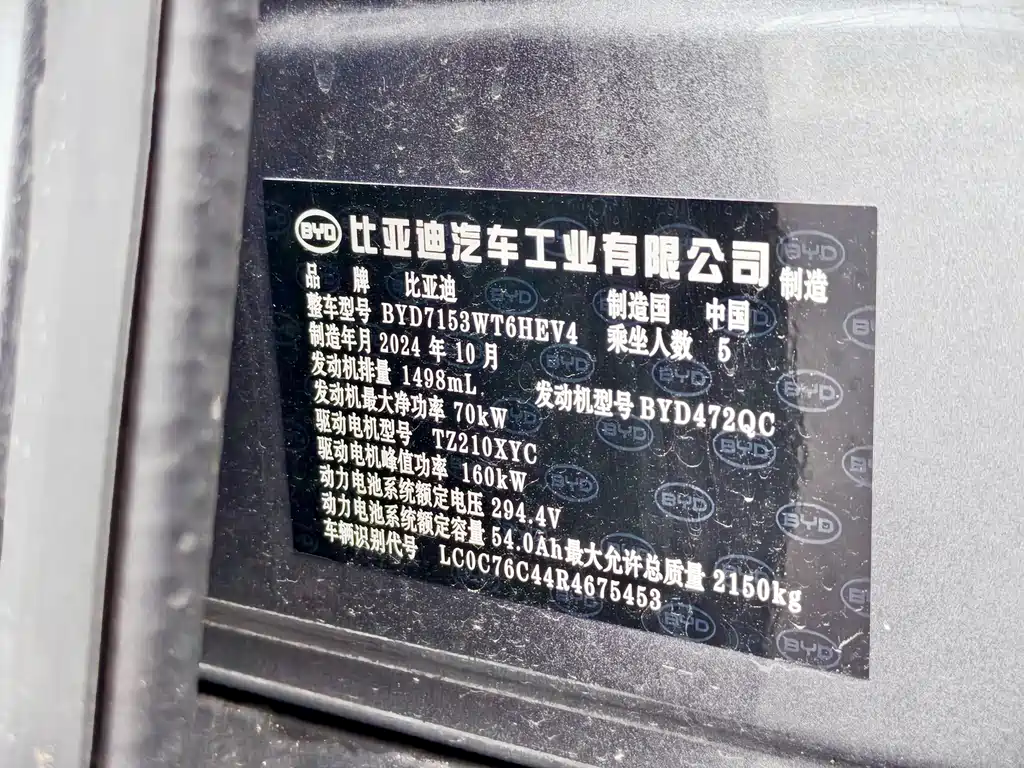 BYD 比亚迪汽车工业有限公司 制造
品 牌 比亚迪 制造国 中国
整车型号 BYD7153WT6HEV4 乘坐人数 5
制造年月 2024 年 10 月
发动机排量 1498mL 发动机型号 BYD472QC
发动机最大净功率 70kW
驱动电机型号 TZ210XYC
驱动电机峰值功率 160kW
动力电池系统额定电压 294.4V
动力电池系统额定容量 54.0Ah 最大允许总质量 2150kg
车辆识别代号 LC0C76C44R4675453